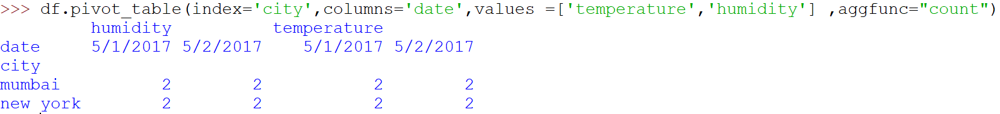 >>> df.pivot_table(index='city',columns='date',values =['temperature','humidity'] ,aggfunc="count")
         humidity          temperature
date     5/1/2017 5/2/2017    5/1/2017 5/2/2017
city
mumbai          2        2           2        2
new york        2        2           2        2